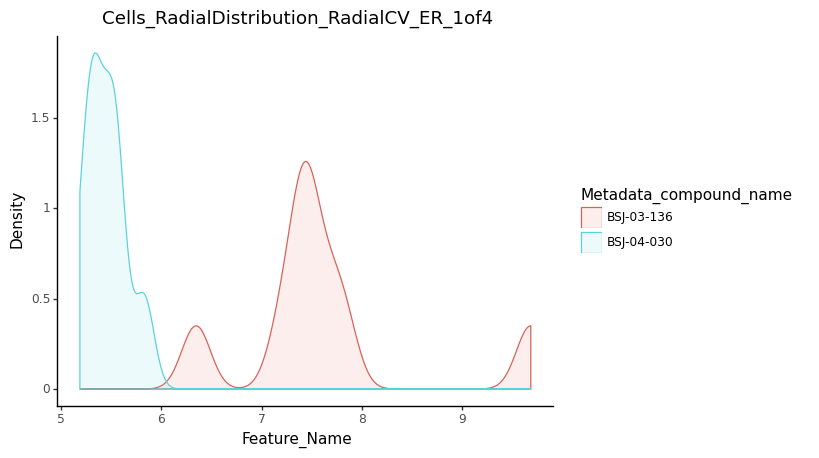 Cells_RadialDistribution_RadialCV_ER_1of4
1.5
1
0.5
0
Density
5 6 7 8 9
Feature_Name
Metadata_compound_name
BSJ-03-136
BSJ-04-030